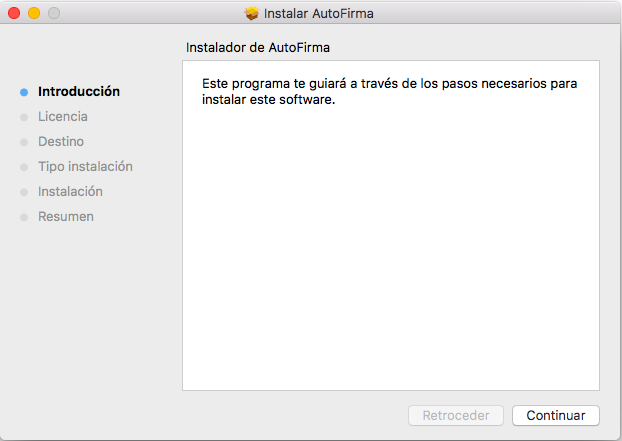 Instalar AutoFirma
Instalador de AutoFirma
Introducción
Licencia
Destino
Tipo instalación
Instalación
Resumen
Este programa te guiará a través de los pasos necesarios para
instalar este software.
Retroceder
Continuar